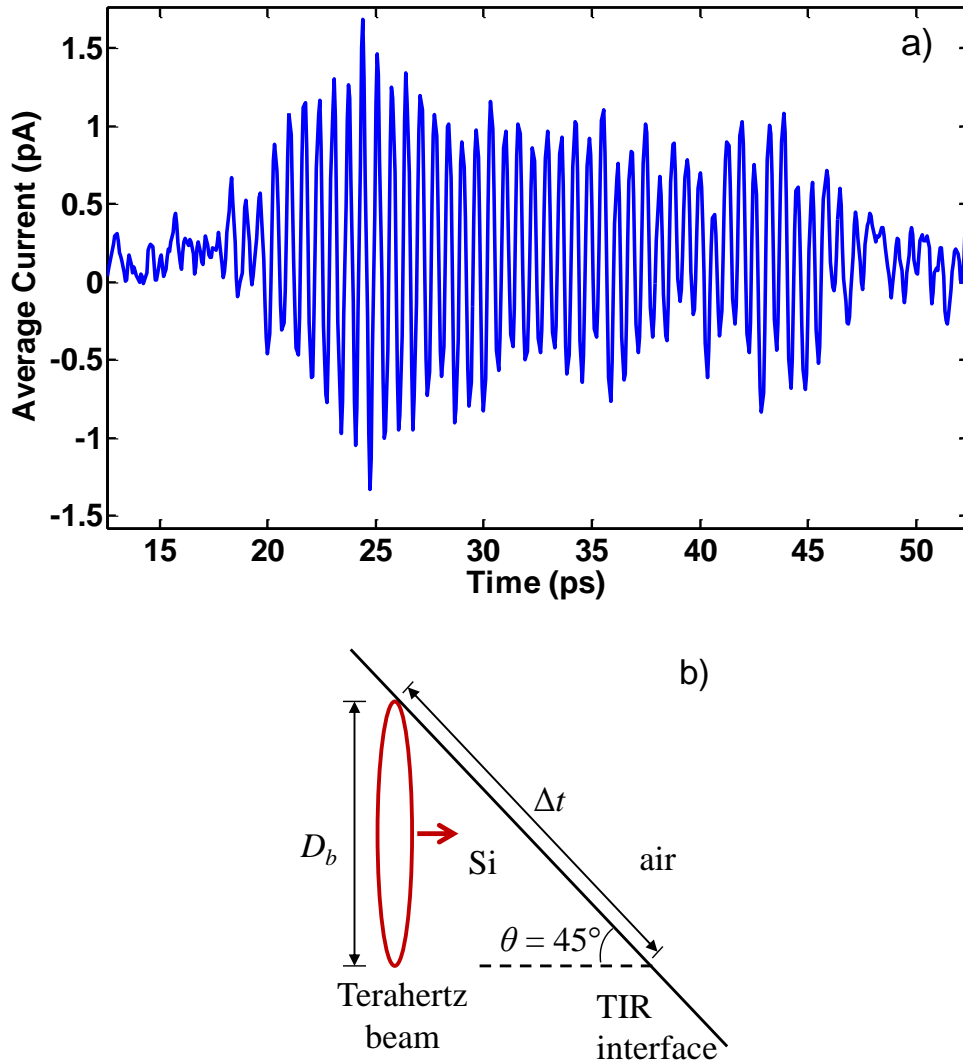 a)
1.5
1
0.5
0
-0.5
-1
-1.5
Average Current (pA)
15 20 25 30 35 40 45 50
Time (ps)
b)
Δt
D_b
Si
air
θ = 45°
Terahertz
beam
TIR
interface